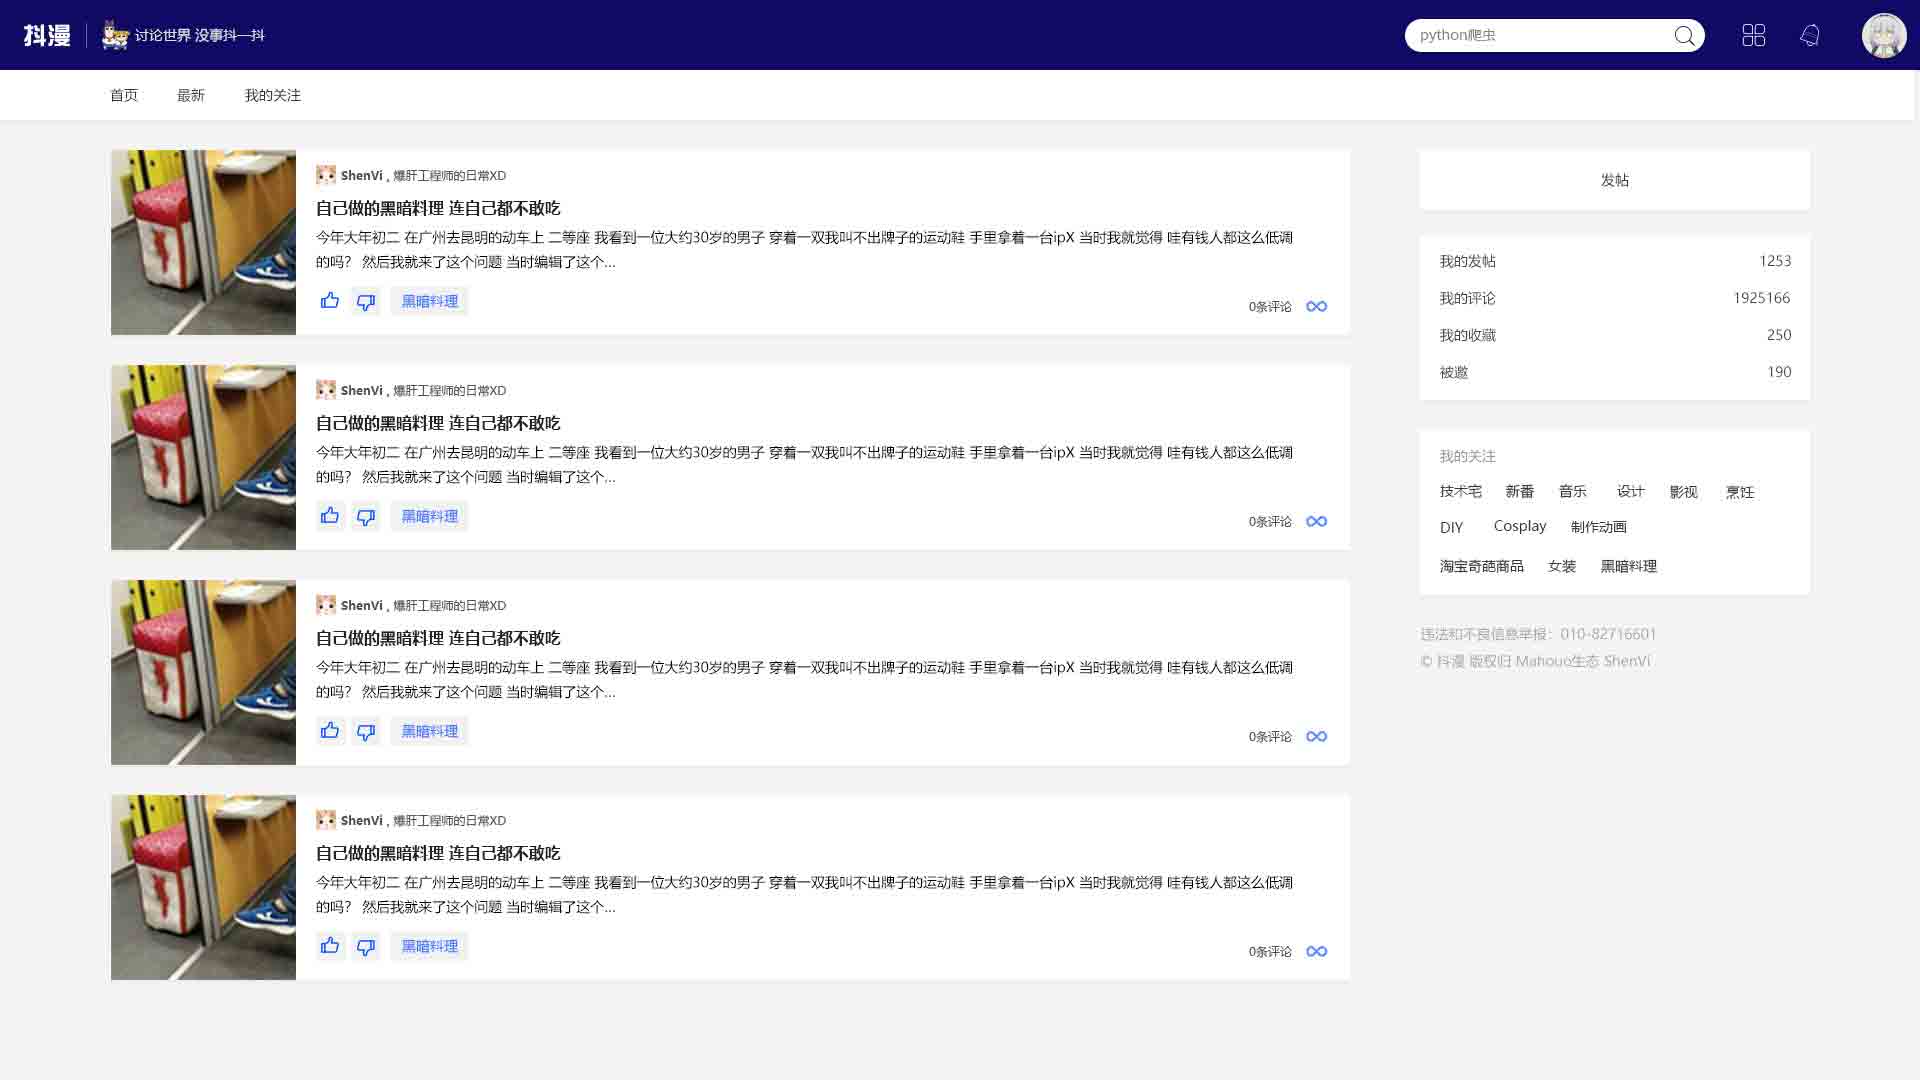 抖漫
讨论世界 没事抖一抖
python爬虫
首页 最新 我的关注
ShenVi , 爆肝工程师的日常XD
自己做的黑暗料理 连自己都不敢吃
今年大年初二 在广州去昆明的动车上 二等座 我看到一位大约30岁的男子 穿着一双我叫不出牌子的运动鞋 手里拿着一台ipX 当时我就觉得 哇有钱人都这么低调
的吗？ 然后我就来了这个问题 当时编辑了这个...
黑暗料理
0条评论
ShenVi , 爆肝工程师的日常XD
自己做的黑暗料理 连自己都不敢吃
今年大年初二 在广州去昆明的动车上 二等座 我看到一位大约30岁的男子 穿着一双我叫不出牌子的运动鞋 手里拿着一台ipX 当时我就觉得 哇有钱人都这么低调
的吗？ 然后我就来了这个问题 当时编辑了这个...
黑暗料理
0条评论
ShenVi , 爆肝工程师的日常XD
自己做的黑暗料理 连自己都不敢吃
今年大年初二 在广州去昆明的动车上 二等座 我看到一位大约30岁的男子 穿着一双我叫不出牌子的运动鞋 手里拿着一台ipX 当时我就觉得 哇有钱人都这么低调
的吗？ 然后我就来了这个问题 当时编辑了这个...
黑暗料理
0条评论
ShenVi , 爆肝工程师的日常XD
自己做的黑暗料理 连自己都不敢吃
今年大年初二 在广州去昆明的动车上 二等座 我看到一位大约30岁的男子 穿着一双我叫不出牌子的运动鞋 手里拿着一台ipX 当时我就觉得 哇有钱人都这么低调
的吗？ 然后我就来了这个问题 当时编辑了这个...
黑暗料理
0条评论
发帖
我的发帖 1253
我的评论 1925166
我的收藏 250
被邀 190
我的关注
技术宅 新番 音乐 设计 影视 烹饪
DIY Cosplay 制作动画
淘宝奇葩商品 女装 黑暗料理
违法和不良信息举报：010-82716601
© 抖漫 版权归 Mahouo生态 ShenVi